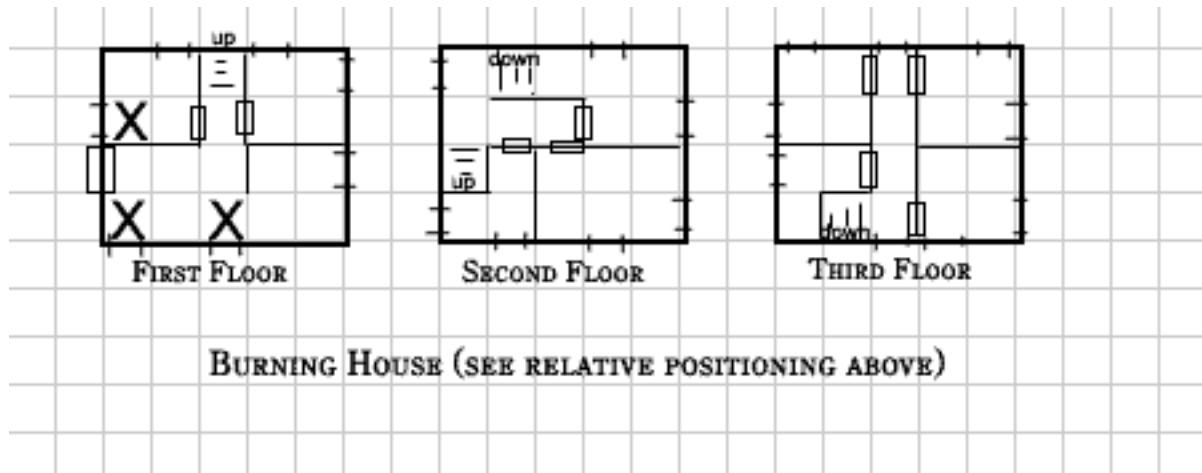 up
down
up
down
X
X X
First Floor
Second Floor
Third Floor
Burning House (see relative positioning above)